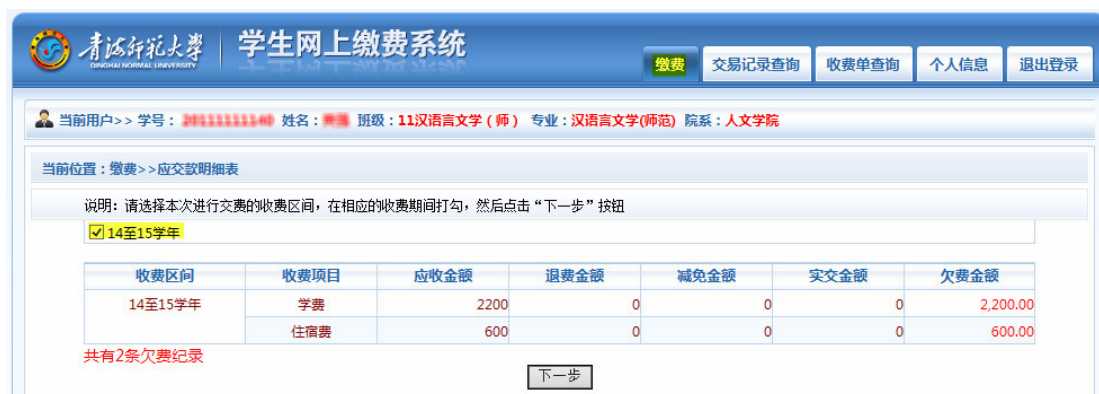 青海师范大学 学生网上缴费系统
QINGHAI NORMAL UNIVERSITY
缴费 交易记录查询 收费单查询 个人信息 退出登录
当前用户>> 学号： 姓名： 班级：11汉语言文学（师） 专业：汉语言文学(师范) 院系：人文学院
当前位置：缴费>>应交款明细表
说明：请选择本次进行交费的收费区间，在相应的收费期间打勾，然后点击“下一步”按钮
14至15学年
收费区间 收费项目 应收金额 退费金额 减免金额 实交金额 欠费金额
14至15学年 学费 2200 0 0 0 2,200.00
住宿费 600 0 0 0 600.00
共有2条欠费纪录
下一步